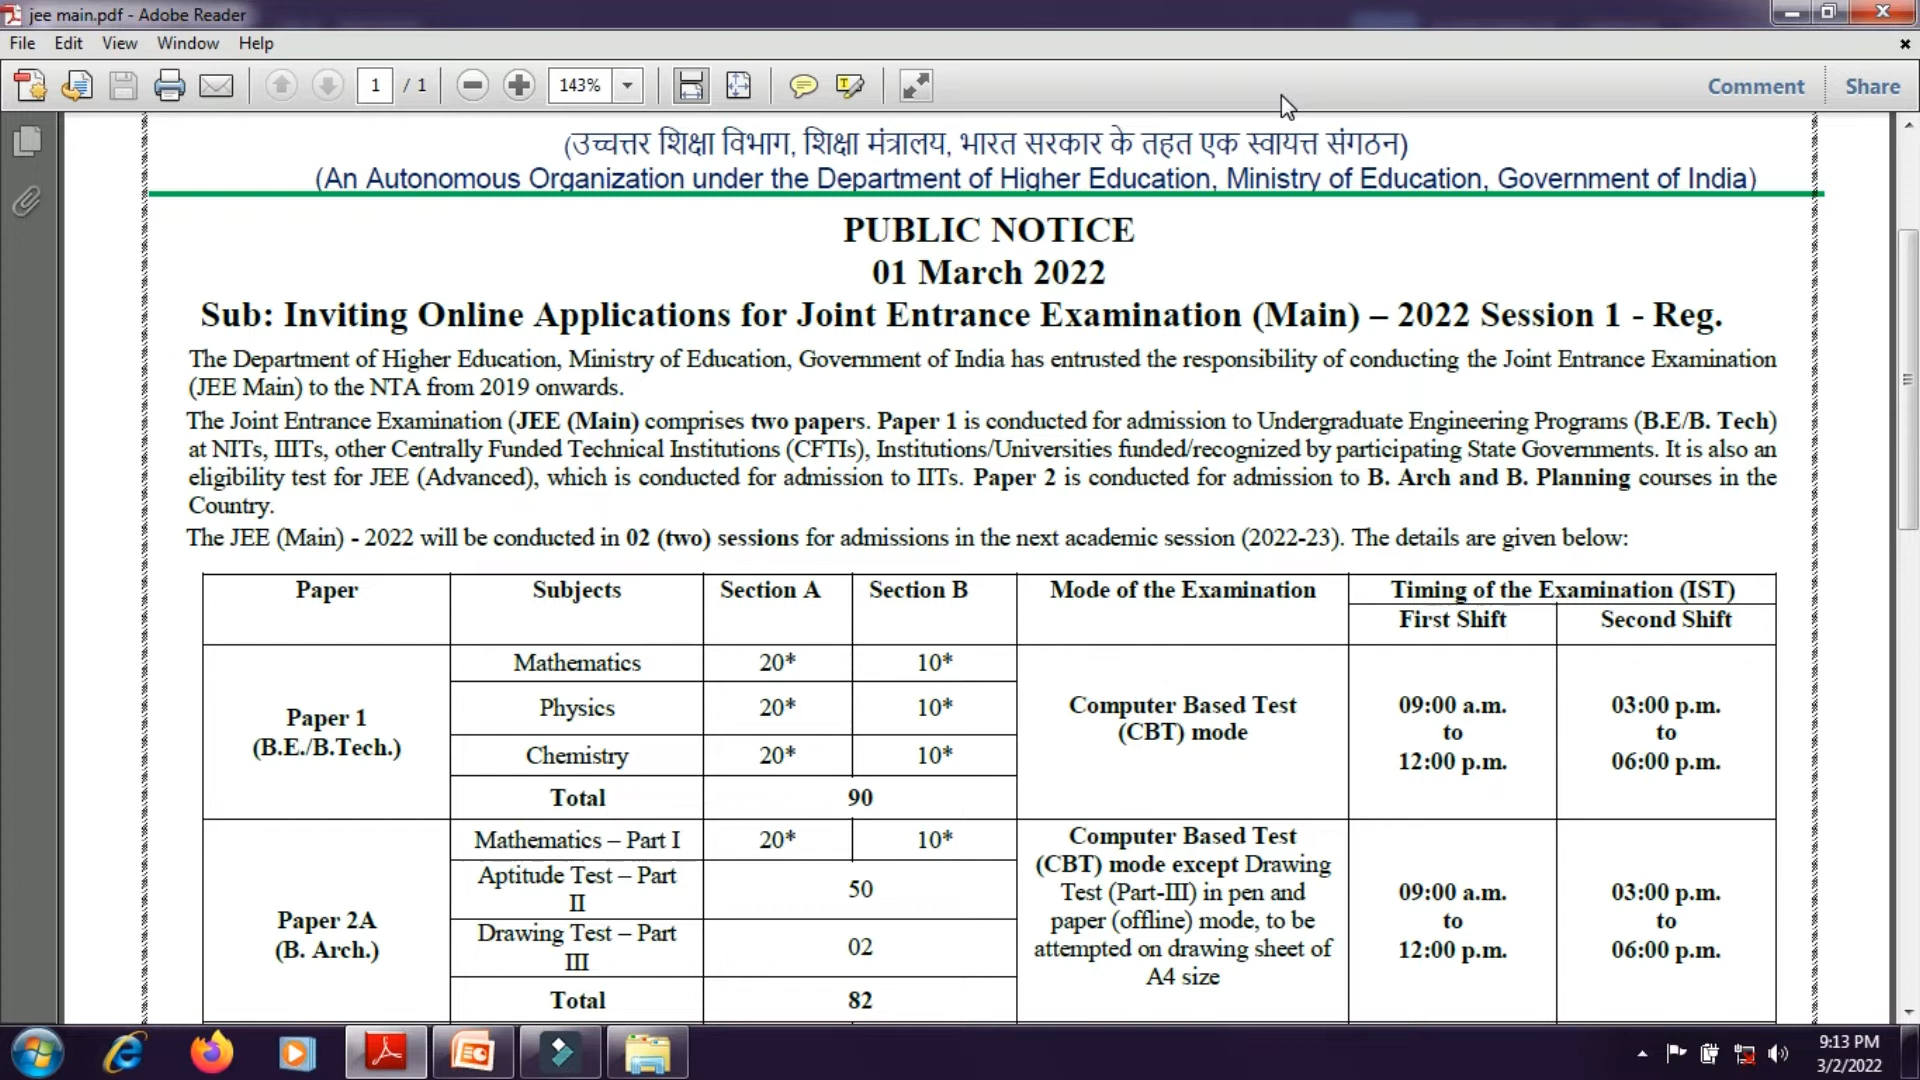 jee main.pdf - Adobe Reader
File Edit View Window Help
1 / 1 143% Comment Share
(उच्चत्तर शिक्षा विभाग, शिक्षा मंत्रालय, भारत सरकार के तहत एक स्वायत्त संगठन)
(An Autonomous Organization under the Department of Higher Education, Ministry of Education, Government of India)
PUBLIC NOTICE
01 March 2022
Sub: Inviting Online Applications for Joint Entrance Examination (Main) – 2022 Session 1 - Reg.
The Department of Higher Education, Ministry of Education, Government of India has entrusted the responsibility of conducting the Joint Entrance Examination
(JEE Main) to the NTA from 2019 onwards.
The Joint Entrance Examination (JEE (Main) comprises two papers. Paper 1 is conducted for admission to Undergraduate Engineering Programs (B.E/B. Tech)
at NITs, IIITs, other Centrally Funded Technical Institutions (CFTIs), Institutions/Universities funded/recognized by participating State Governments. It is also an
eligibility test for JEE (Advanced), which is conducted for admission to IITs. Paper 2 is conducted for admission to B. Arch and B. Planning courses in the
Country.
The JEE (Main) - 2022 will be conducted in 02 (two) sessions for admissions in the next academic session (2022-23). The details are given below:
Paper Subjects Section A Section B Mode of the Examination Timing of the Examination (IST)
First Shift Second Shift
Paper 1
(B.E./B.Tech.)
Mathematics 20* 10*
Physics 20* 10*
Chemistry 20* 10*
Total 90
Computer Based Test
(CBT) mode
09:00 a.m.
to
12:00 p.m.
03:00 p.m.
to
06:00 p.m.
Paper 2A
(B. Arch.)
Mathematics – Part I 20* 10*
Aptitude Test – Part
II
50
Drawing Test – Part
III
02
Total 82
Computer Based Test
(CBT) mode except Drawing
Test (Part-III) in pen and
paper (offline) mode, to be
attempted on drawing sheet of
A4 size
09:00 a.m.
to
12:00 p.m.
03:00 p.m.
to
06:00 p.m.
9:13 PM
3/2/2022